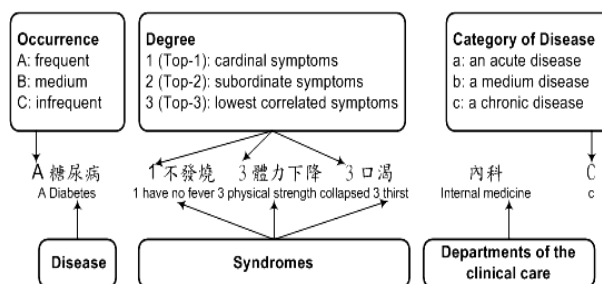 Occurrence
A: frequent
B: medium
C: infrequent
Degree
1 (Top-1): cardinal symptoms
2 (Top-2): subordinate symptoms
3 (Top-3): lowest correlated symptoms
Category of Disease
a: an acute disease
b: a medium disease
c: a chronic disease
A 糖尿病 1 不發燒 3 體力下降 3 口渴 內科 C
A Diabetes 1 have no fever 3 physical strength collapsed 3 thirst Internal medicine c
Disease
Syndromes
Departments of the
clinical care